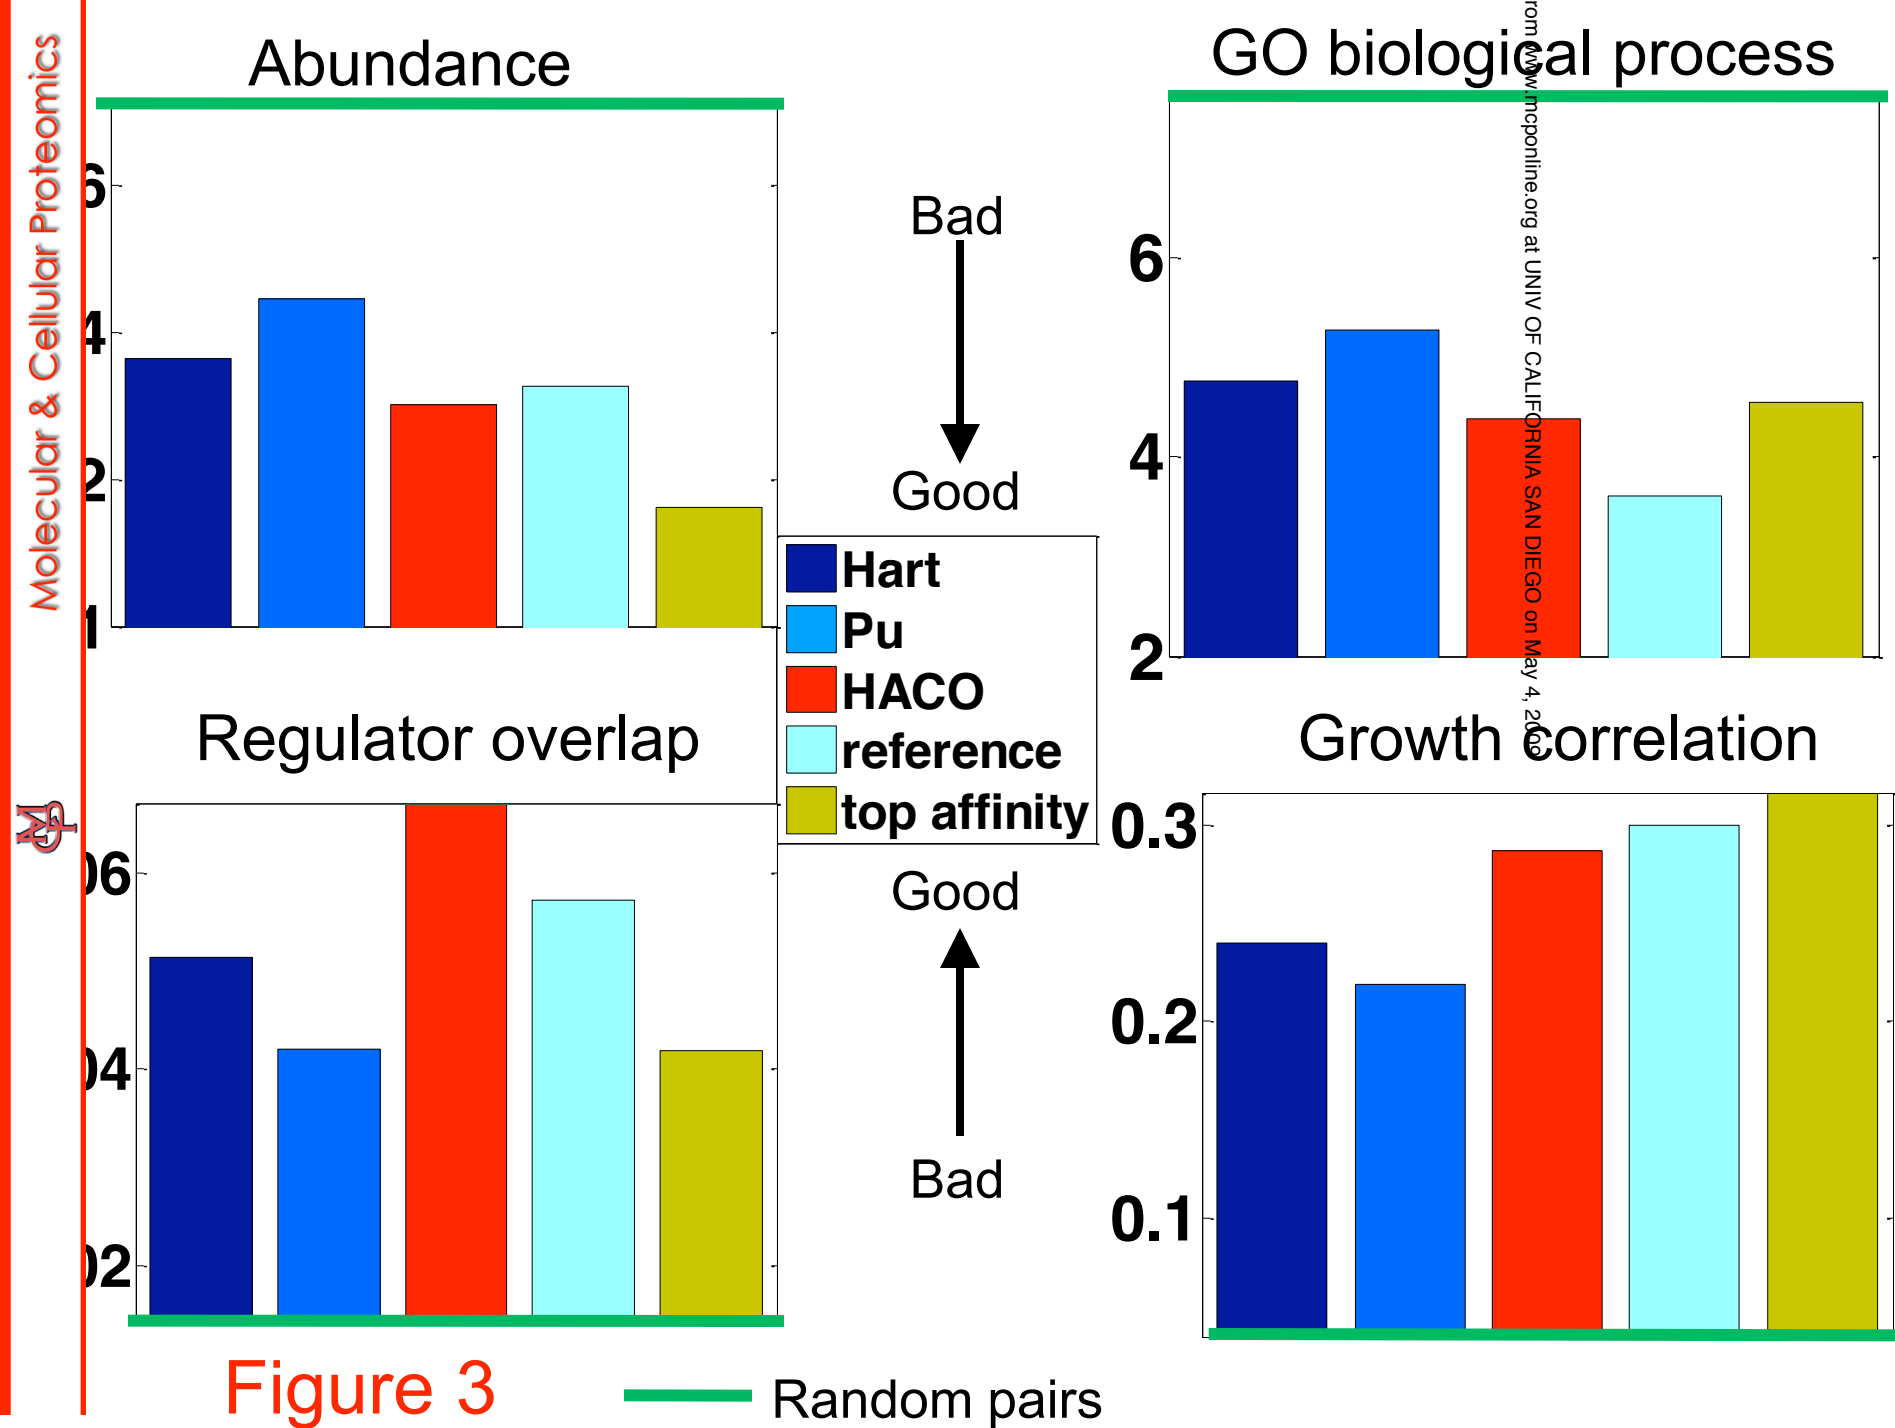 Molecular & Cellular Proteomics
MCP
Abundance
6
4
2
1
GO biological process
6
4
2
Bad
Good
Hart
Pu
HACO
reference
top affinity
Regulator overlap
06
04
02
Good
Bad
Growth correlation
0.3
0.2
0.1
rom www.mcponline.org at UNIV OF CALIFORNIA SAN DIEGO on May 4, 2009
Figure 3
Random pairs